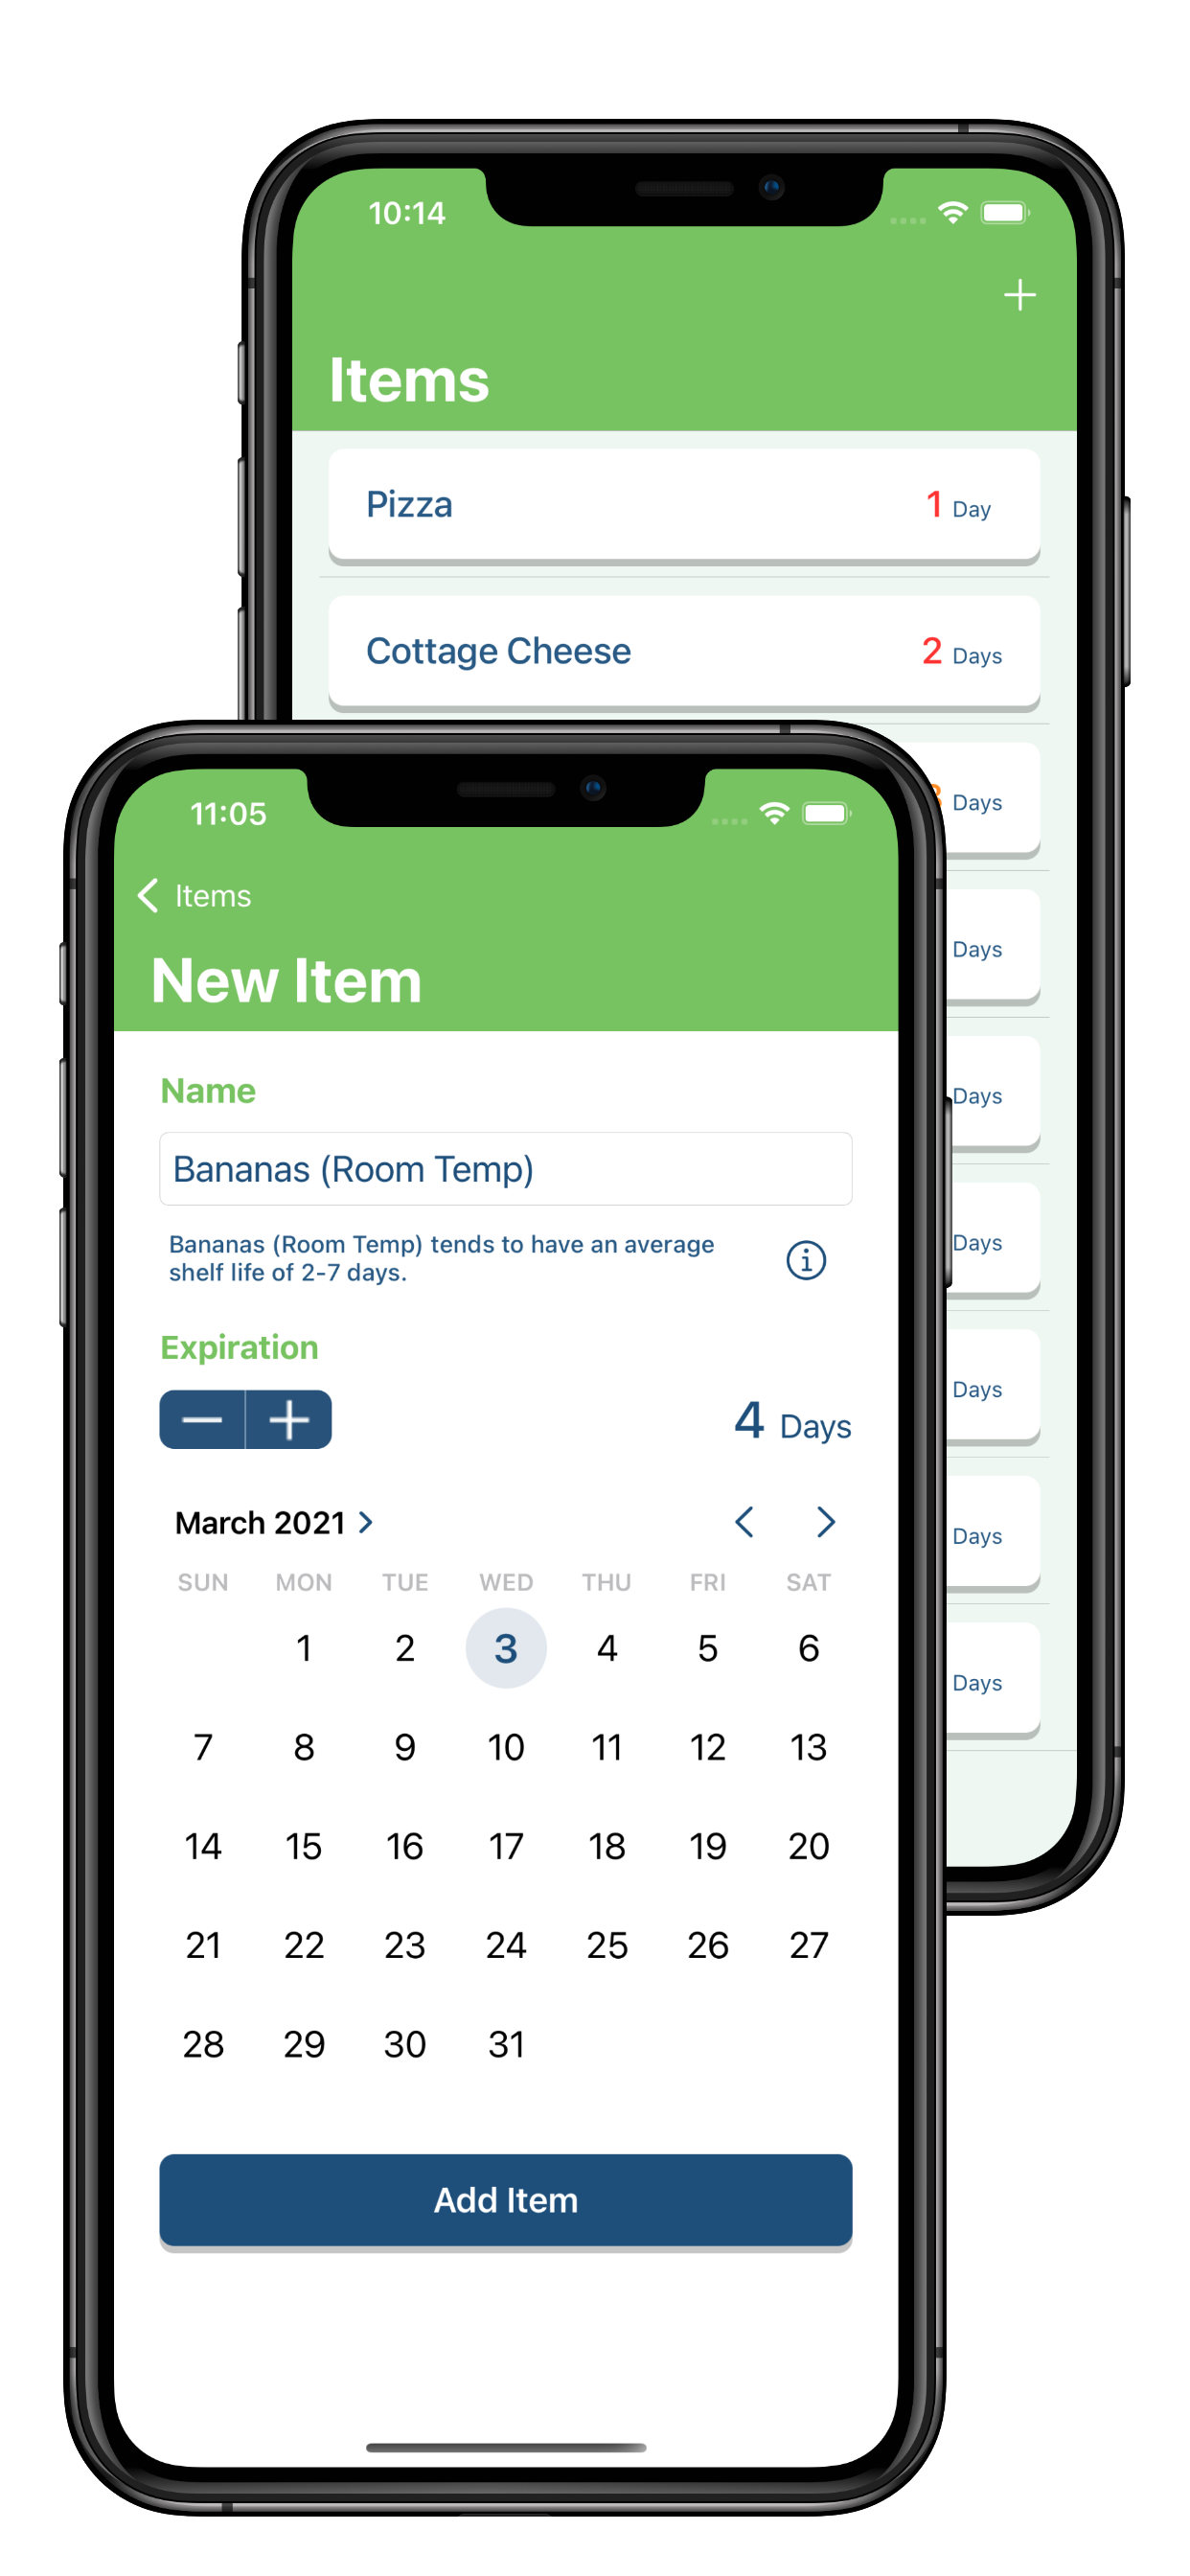 10:14
Items
Pizza 1 Day
Cottage Cheese 2 Days
Days
Days
Days
Days
Days
Days
Days
11:05
Items
New Item
Name
Bananas (Room Temp)
Bananas (Room Temp) tends to have an average
shelf life of 2-7 days.
Expiration
4 Days
March 2021
SUN MON TUE WED THU FRI SAT
1 2 3 4 5 6
7 8 9 10 11 12 13
14 15 16 17 18 19 20
21 22 23 24 25 26 27
28 29 30 31
Add Item